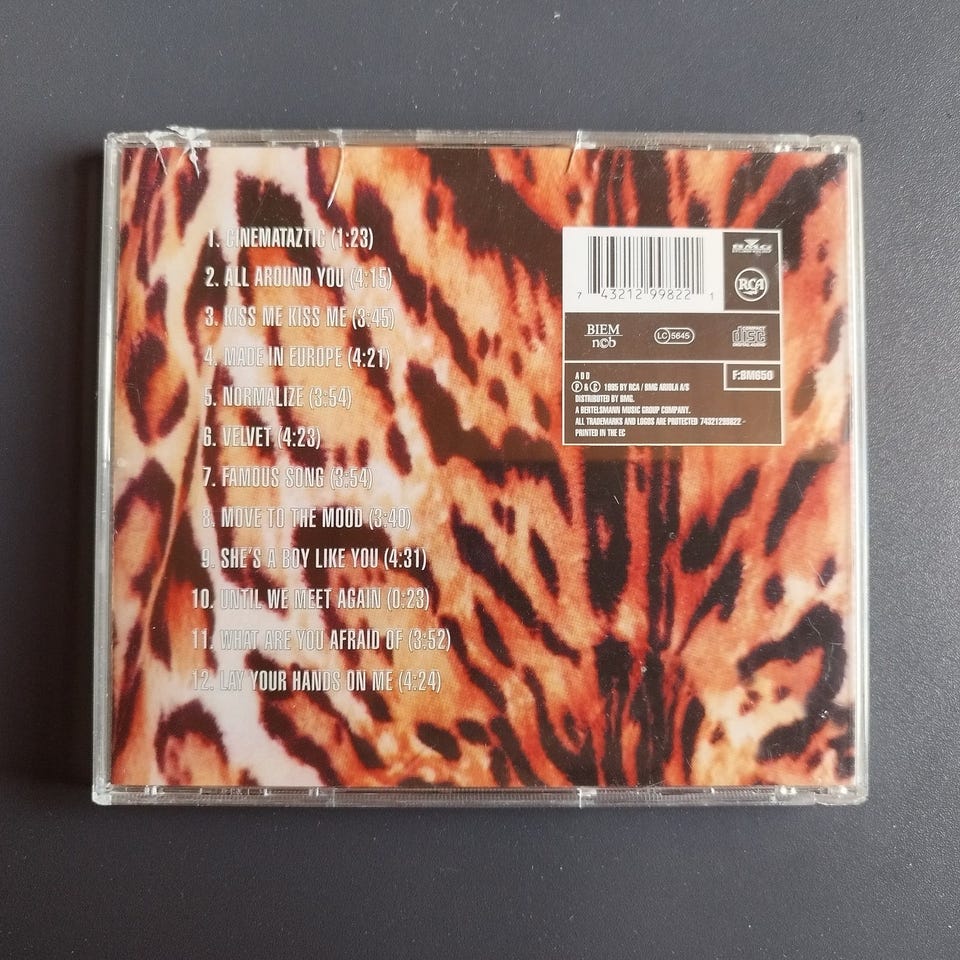 1. CINEMATAZTIC (1:23)
2. ALL AROUND YOU (4:15)
3. KISS ME KISS ME (3:45)
4. MADE IN EUROPE (4:21)
5. NORMALIZE (3:54)
6. VELVET (4:23)
7. FAMOUS SONG (3:54)
8. MOVE TO THE MOOD (3:40)
9. SHE'S A BOY LIKE YOU (4:31)
10. UNTIL WE MEET AGAIN (0:23)
11. WHAT ARE YOU AFRAID OF (3:52)
12. LAY YOUR HANDS ON ME (4:24)
7 43212 99822 1
BMG
RCA
BIEM
n©b
LC 5645
COMPACT
disc
DIGITAL AUDIO
F:BM650
A D D
℗ & © 1995 BY RCA / BMG ARIOLA A/S
DISTRIBUTED BY BMG.
A BERTELSMANN MUSIC GROUP COMPANY.
ALL TRADEMARKS AND LOGOS ARE PROTECTED 74321299822 -
PRINTED IN THE EC